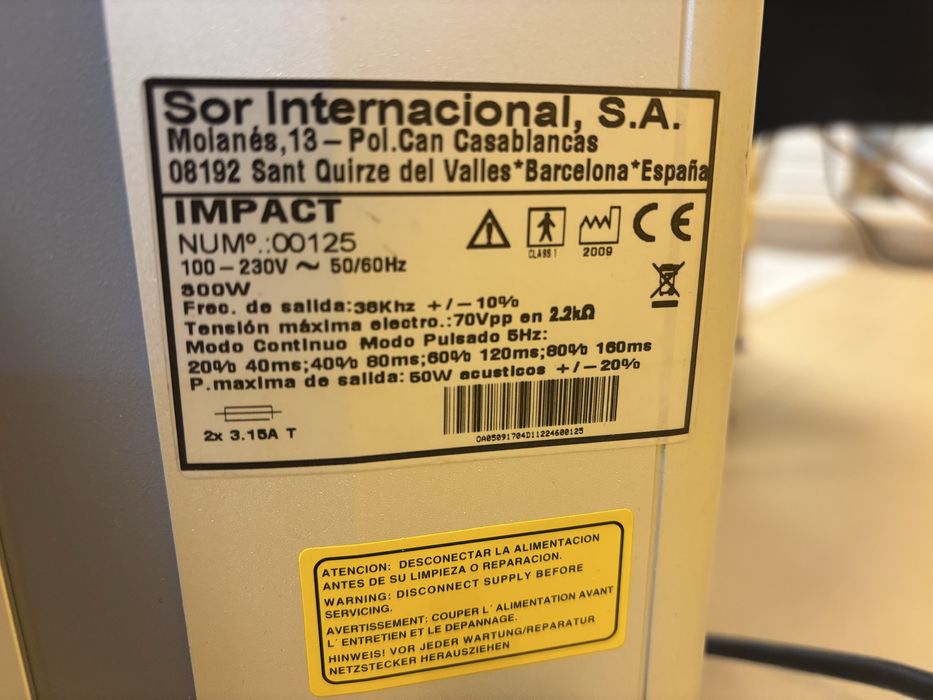 Sor Internacional, S.A.
Molanés,13 – Pol.Can Casablancas
08192 Sant Quirze del Valles*Barcelona*España
IMPACT
NUMº.:00125
100 – 230V ~ 50/60Hz
800W
Frec. de salida:38Khz +/-10%
Tensión máxima electro.:70Vpp en 2.2kΩ
Modo Continuo Modo Pulsado 5Hz:
20% 40ms;40% 80ms;60% 120ms;80% 160ms
P.maxima de salida: 50W acusticos +/-20%
CLASS 1
2009
CE
2x 3.15A T
0A05091704D11224600125
ATENCION: DESCONECTAR LA ALIMENTACION
ANTES DE SU LIMPIEZA O REPARACION.
WARNING: DISCONNECT SUPPLY BEFORE
SERVICING.
AVERTISSEMENT: COUPER L´ALIMENTATION AVANT
L´ENTRETIEN ET LE DEPANNAGE.
HINWEIS! VOR JEDER WARTUNG/REPARATUR
NETZSTECKER HERAUSZIEHEN